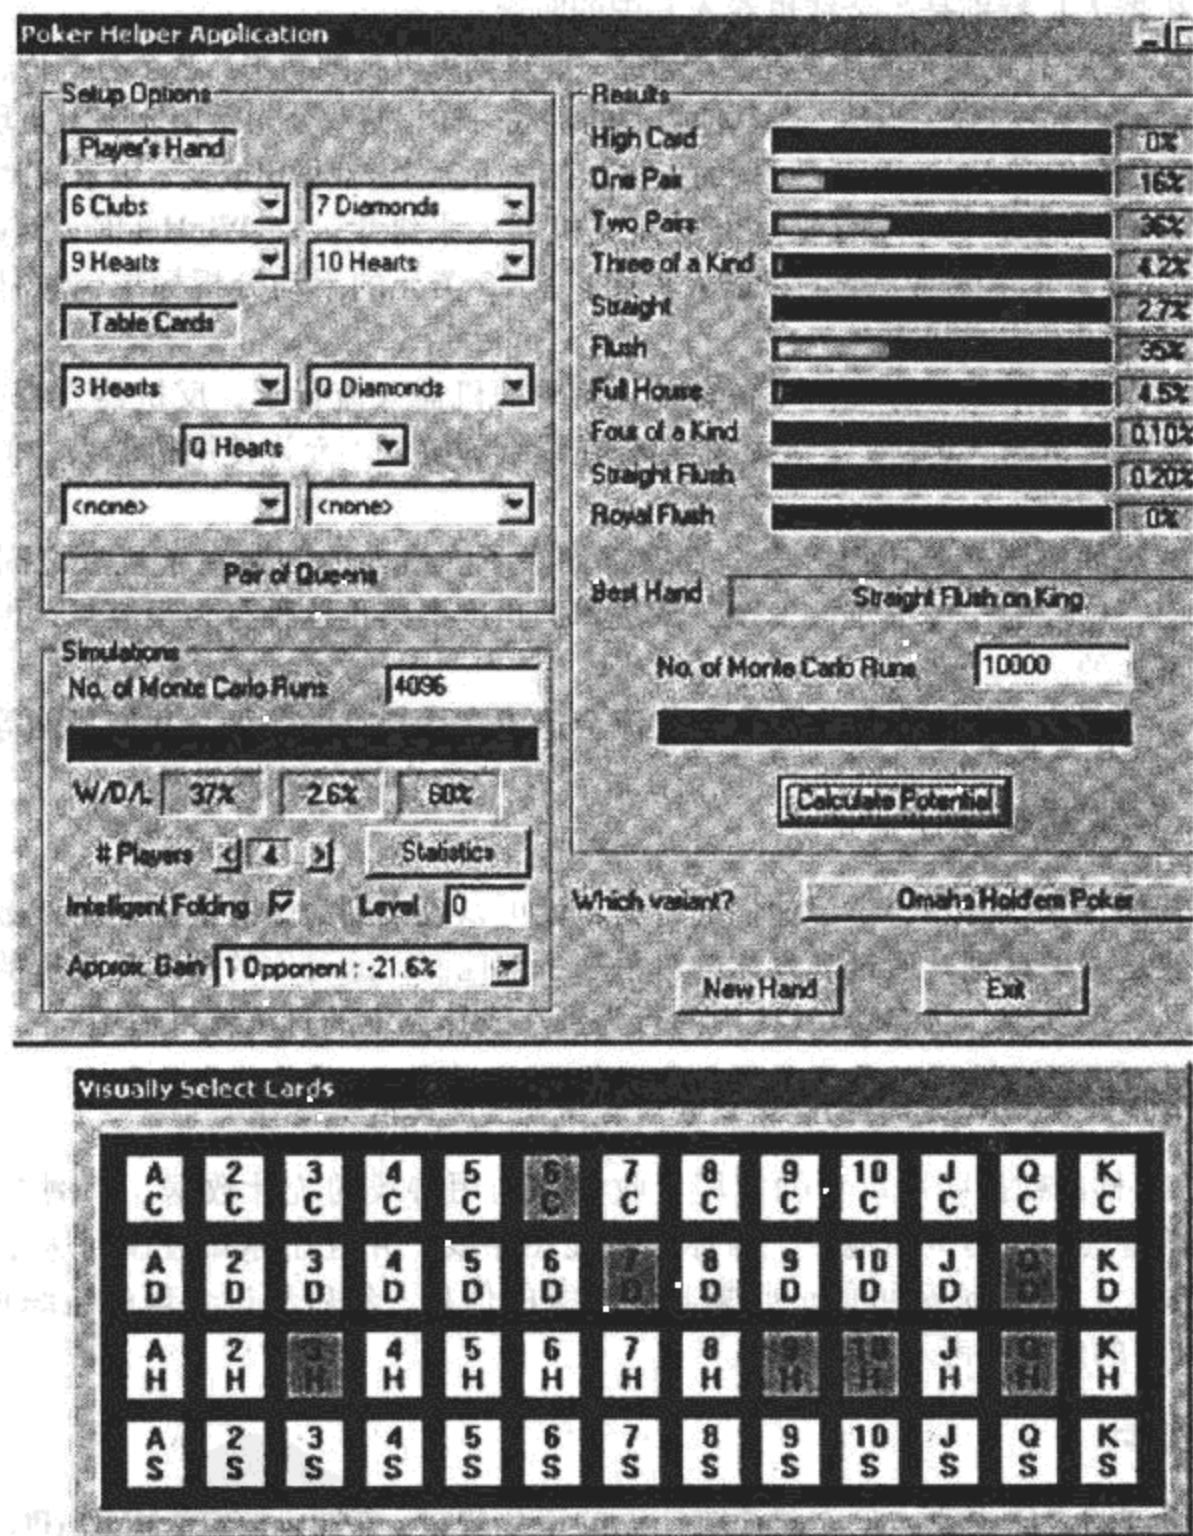 Poker Helper Application
Setup Options
Player's Hand
6 Clubs 7 Diamonds
9 Hearts 10 Hearts
Table Cards
3 Hearts Q Diamonds
Q Hearts
<none> <none>
Pair of Queens
Simulations
No. of Monte Carlo Runs 4096
W/D/L 37% 2.6% 60%
# Players < 4 > Statistics
Intelligent Folding Level 0
Approx. Gain 1 Opponent : -21.6%
Results
High Card 0%
One Pair 16%
Two Pairs 36%
Three of a Kind 4.2%
Straight 2.7%
Flush 35%
Full House 4.5%
Four of a Kind 0.10%
Straight Flush 0.20%
Royal Flush 0%
Best Hand Straight Flush on King
No. of Monte Carlo Runs 10000
Calculate Potential
Which variant? Omaha Hold'em Poker
New Hand Exit
Visually Select Cards
A 2 3 4 5 6 7 8 9 10 J Q K
C C C C C C C C C C C C C
A 2 3 4 5 6 7 8 9 10 J Q K
D D D D D D D D D D D D D
A 2 3 4 5 6 7 8 9 10 J Q K
H H H H H H H H H H H H H
A 2 3 4 5 6 7 8 9 10 J Q K
S S S S S S S S S S S S S